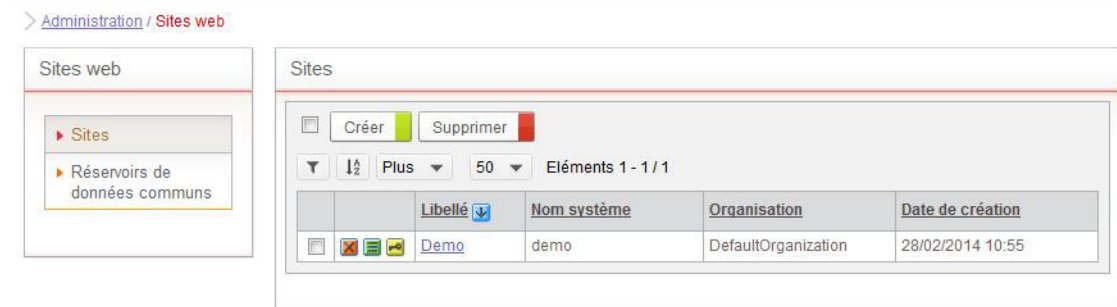 Administration / Sites web
Sites web
Sites
Réservoirs de
données communs
Sites
Créer Supprimer
Plus 50 Eléments 1 - 1 / 1
Libellé Nom système Organisation Date de création
Demo demo DefaultOrganization 28/02/2014 10:55